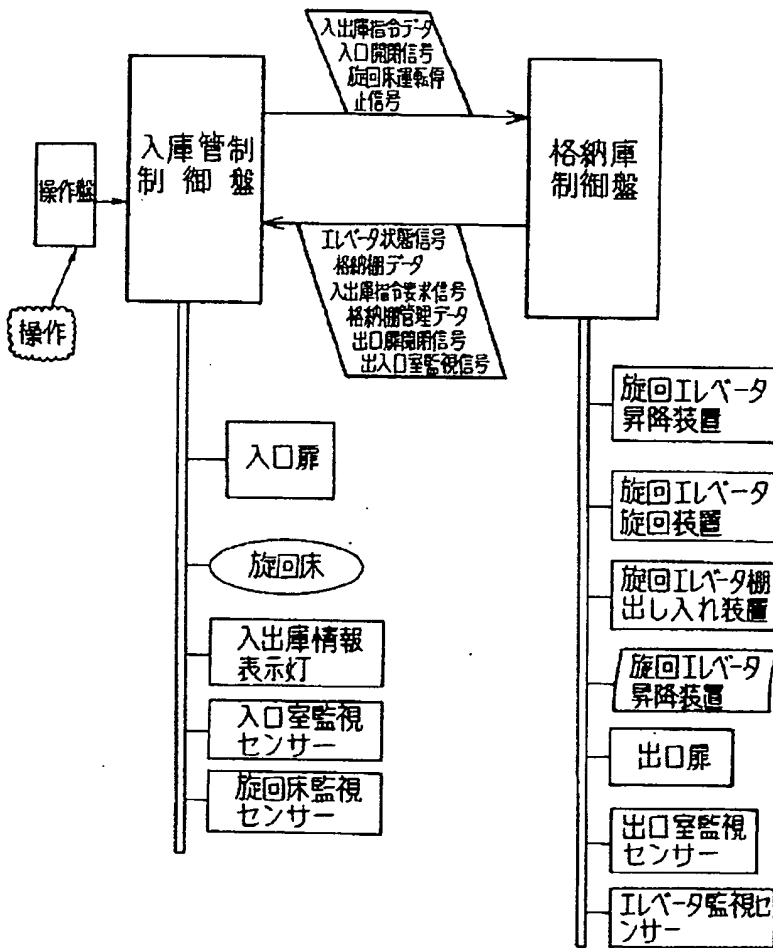 入出庫指令データ
入口開閉信号
旋回床運転停
止信号
入庫管制
制御盤
格納庫
制御盤
操作盤
操作
エレベータ状態信号
格納棚データ
入出庫指令要求信号
格納棚管理データ
出口扉開閉信号
出入口室監視信号
入口扉
旋回床
入出庫情報
表示灯
入口室監視
センサー
旋回床監視
センサー
旋回エレベータ
昇降装置
旋回エレベータ
旋回装置
旋回エレベータ棚
出し入れ装置
旋回エレベータ
昇降装置
出口扉
出口室監視
センサー
エレベータ監視セ
ンサー